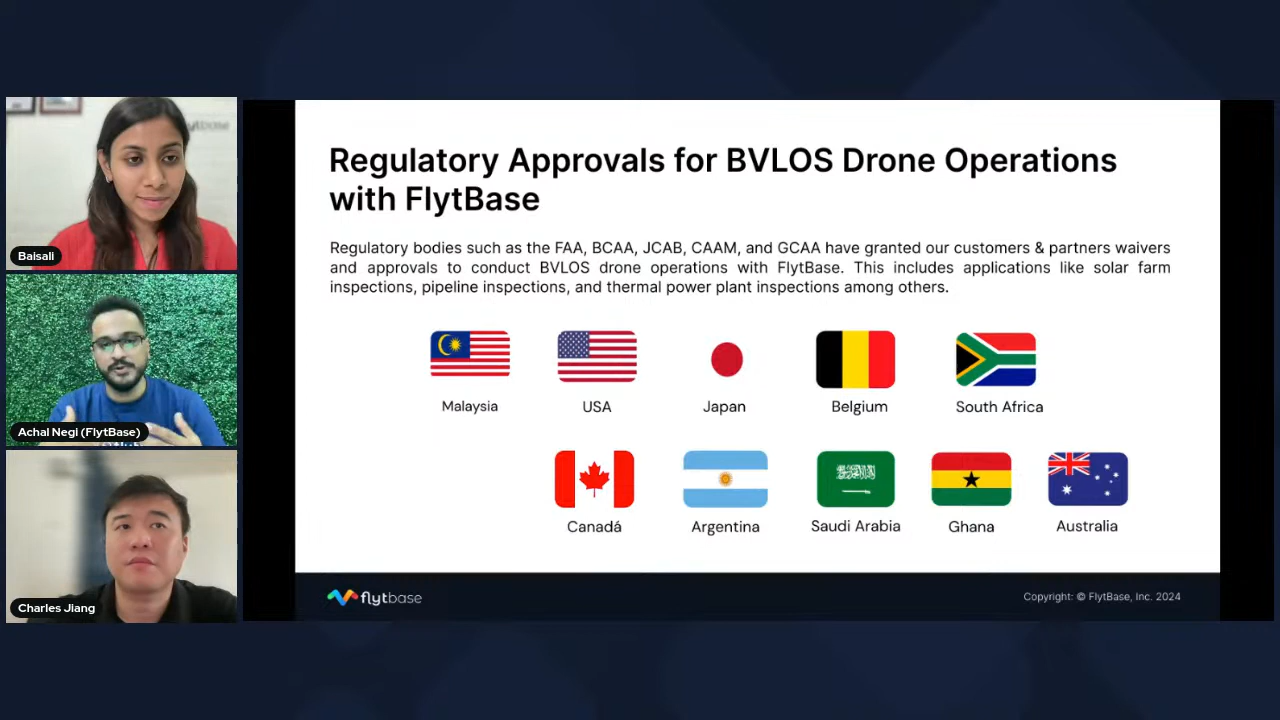 Regulatory Approvals for BVLOS Drone Operations
with FlytBase
Regulatory bodies such as the FAA, BCAA, JCAB, CAAM, and GCAA have granted our customers & partners waivers
and approvals to conduct BVLOS drone operations with FlytBase. This includes applications like solar farm
inspections, pipeline inspections, and thermal power plant inspections among others.
Malaysia
USA
Japan
Belgium
South Africa
Canadá
Argentina
Saudi Arabia
Ghana
Australia
flytbase
Copyright: © FlytBase, Inc. 2024
Baisali
Achal Negi (FlytBase)
Charles Jiang